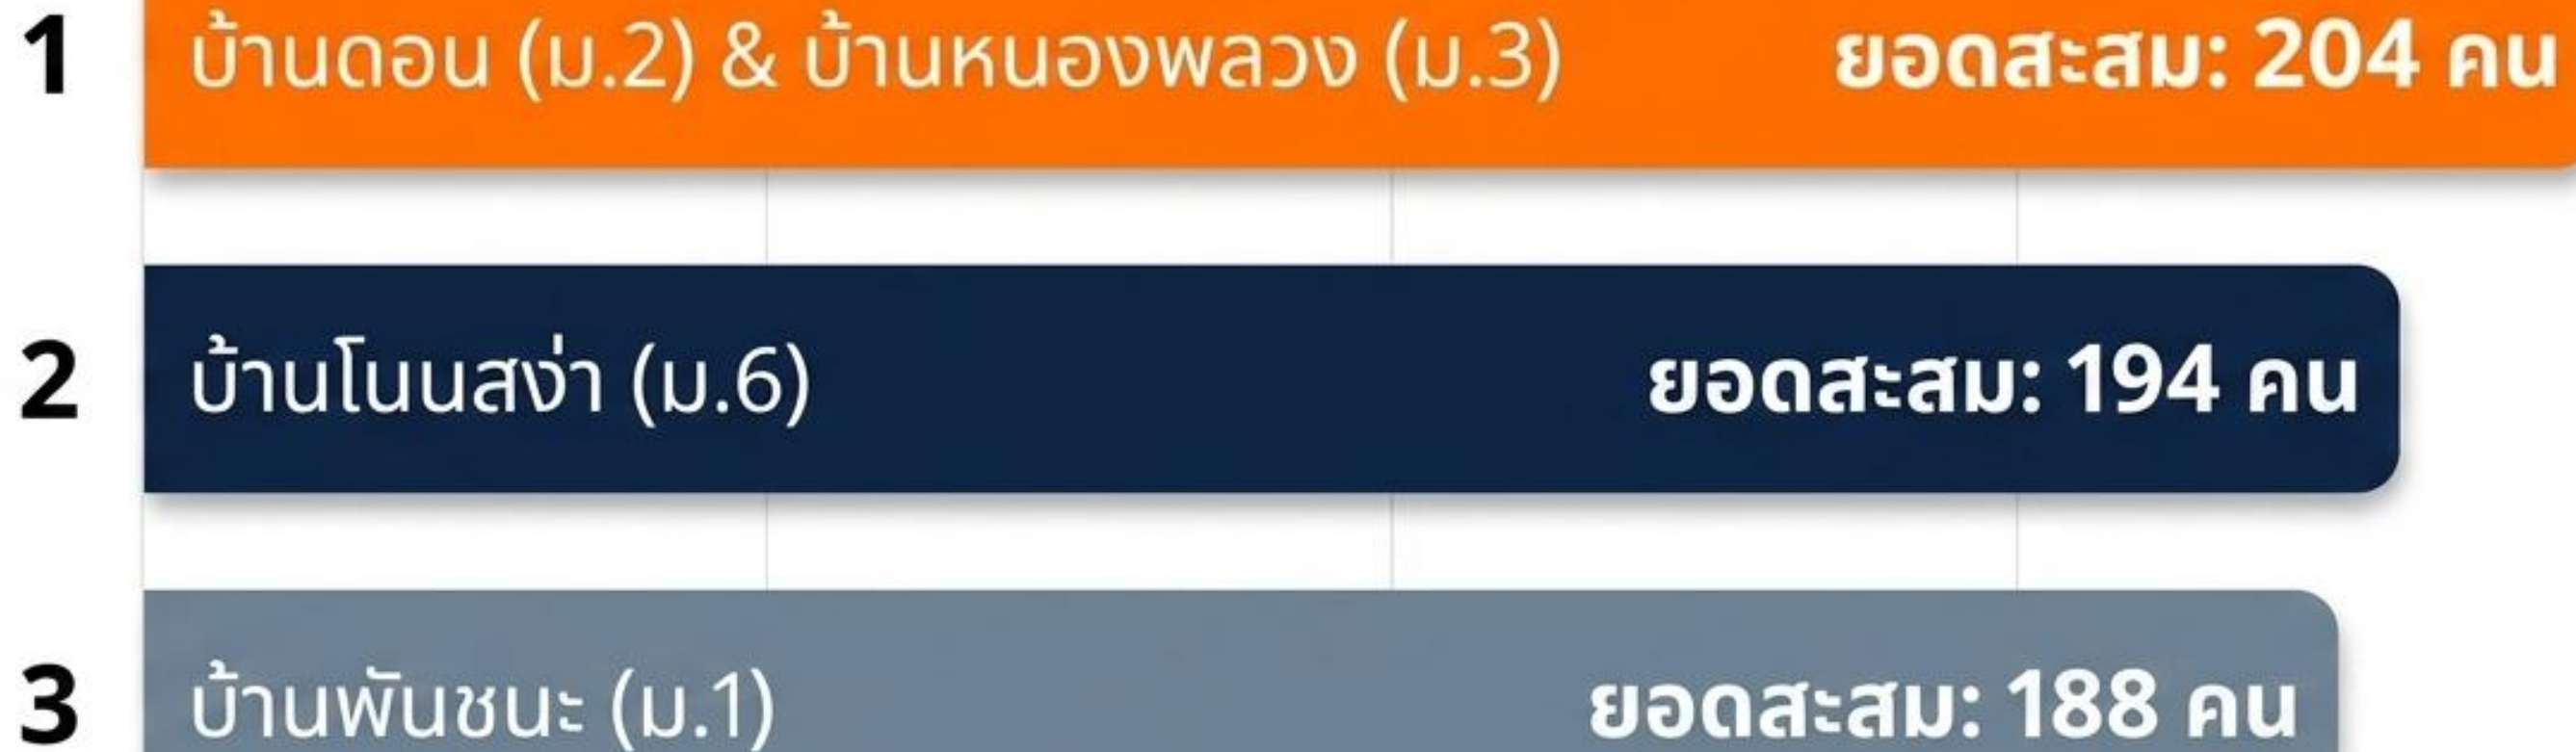 1 บ้านดอน (ม.2) & บ้านหนองพลวง (ม.3) ยอดสะสม: 204 คน
2 บ้านโนนสง่า (ม.6) ยอดสะสม: 194 คน
3 บ้านพันชนะ (ม.1) ยอดสะสม: 188 คน